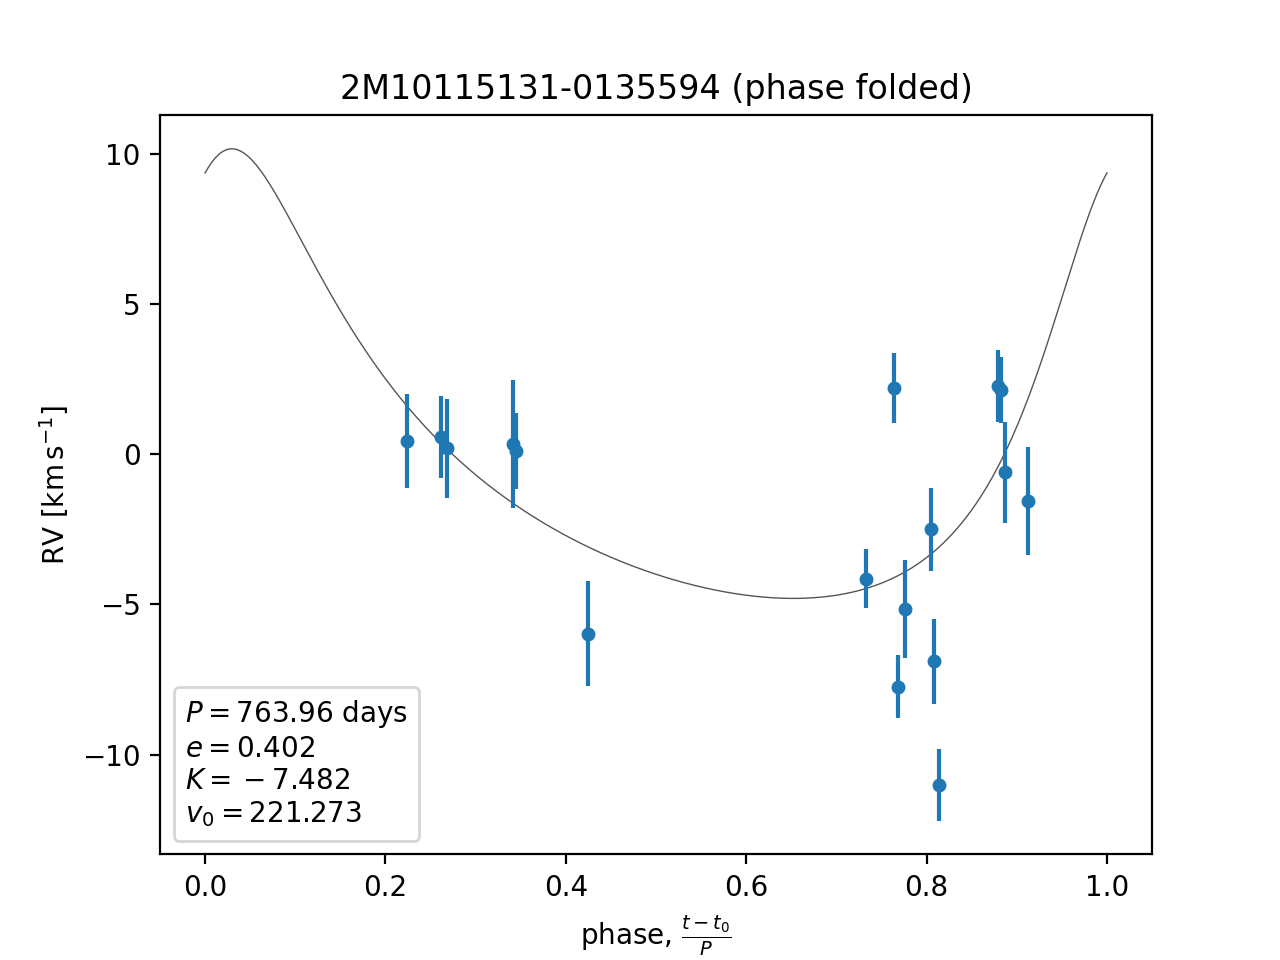 2M10115131-0135594 (phase folded)
10
5
0
−5
−10
RV [km s⁻¹]
P = 763.96 days
e = 0.402
K = −7.482
v₀ = 221.273
0.0 0.2 0.4 0.6 0.8 1.0
phase, (t − t₀)/P